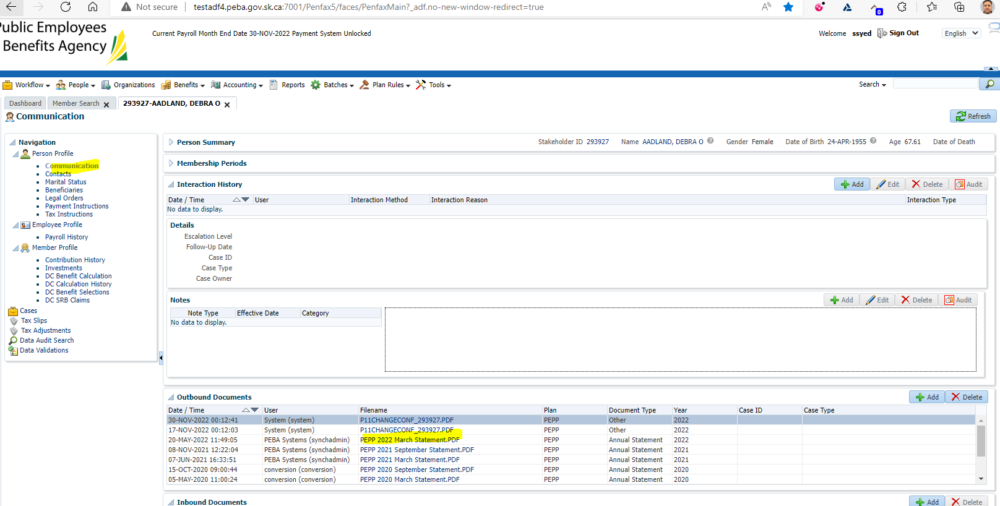 Not secure testadf4.peba.gov.sk.ca:7001/Penfax5/faces/PenfaxMain?_adf.no-new-window-redirect=true A 0
Public Employees
Benefits Agency
Current Payroll Month End Date 30-NOV-2022 Payment System Unlocked
Welcome ssyed Sign Out English
Workflow People Organizations Benefits Accounting Reports Batches Plan Rules Tools Search
Dashboard Member Search 293927-AADLAND, DEBRA O
Communication Refresh
Navigation
Person Profile
Communication
Contacts
Marital Status
Beneficiaries
Legal Orders
Payment Instructions
Tax Instructions
Employee Profile
Payroll History
Member Profile
Contribution History
Investments
DC Benefit Calculation
DC Calculation History
DC Benefit Selections
DC SRB Claims
Cases
Tax Slips
Tax Adjustments
Data Audit Search
Data Validations
Person Summary Stakeholder ID 293927 Name AADLAND, DEBRA O Gender Female Date of Birth 24-APR-1955 Age 67.61 Date of Death
Membership Periods
Interaction History Add Edit Delete Audit
Date / Time User Interaction Method Interaction Reason Interaction Type
No data to display.
Details
Escalation Level
Follow-Up Date
Case ID
Case Type
Case Owner
Notes Add Edit Delete Audit
Note Type Effective Date Category
No data to display.
Outbound Documents Add Delete
Date / Time User Filename Plan Document Type Year Case ID Case Type
30-NOV-2022 00:12:41 System (system) P11CHANGECONF_293927.PDF PEPP Other 2022
17-NOV-2022 00:12:03 System (system) P11CHANGECONF_293927.PDF PEPP Other 2022
20-MAY-2022 11:49:05 PEBA Systems (synchadmin) PEPP 2022 March Statement.PDF PEPP Annual Statement 2022
08-NOV-2021 12:22:04 PEBA Systems (synchadmin) PEPP 2021 September Statement.PDF PEPP Annual Statement 2021
07-JUN-2021 16:33:51 PEBA Systems (synchadmin) PEPP 2021 March Statement.PDF PEPP Annual Statement 2021
15-OCT-2020 09:00:44 conversion (conversion) PEPP 2020 September Statement.PDF PEPP Annual Statement 2020
05-MAY-2020 11:00:24 conversion (conversion) PEPP 2020 March Statement.PDF PEPP Annual Statement 2020
Inbound Documents Add Delete